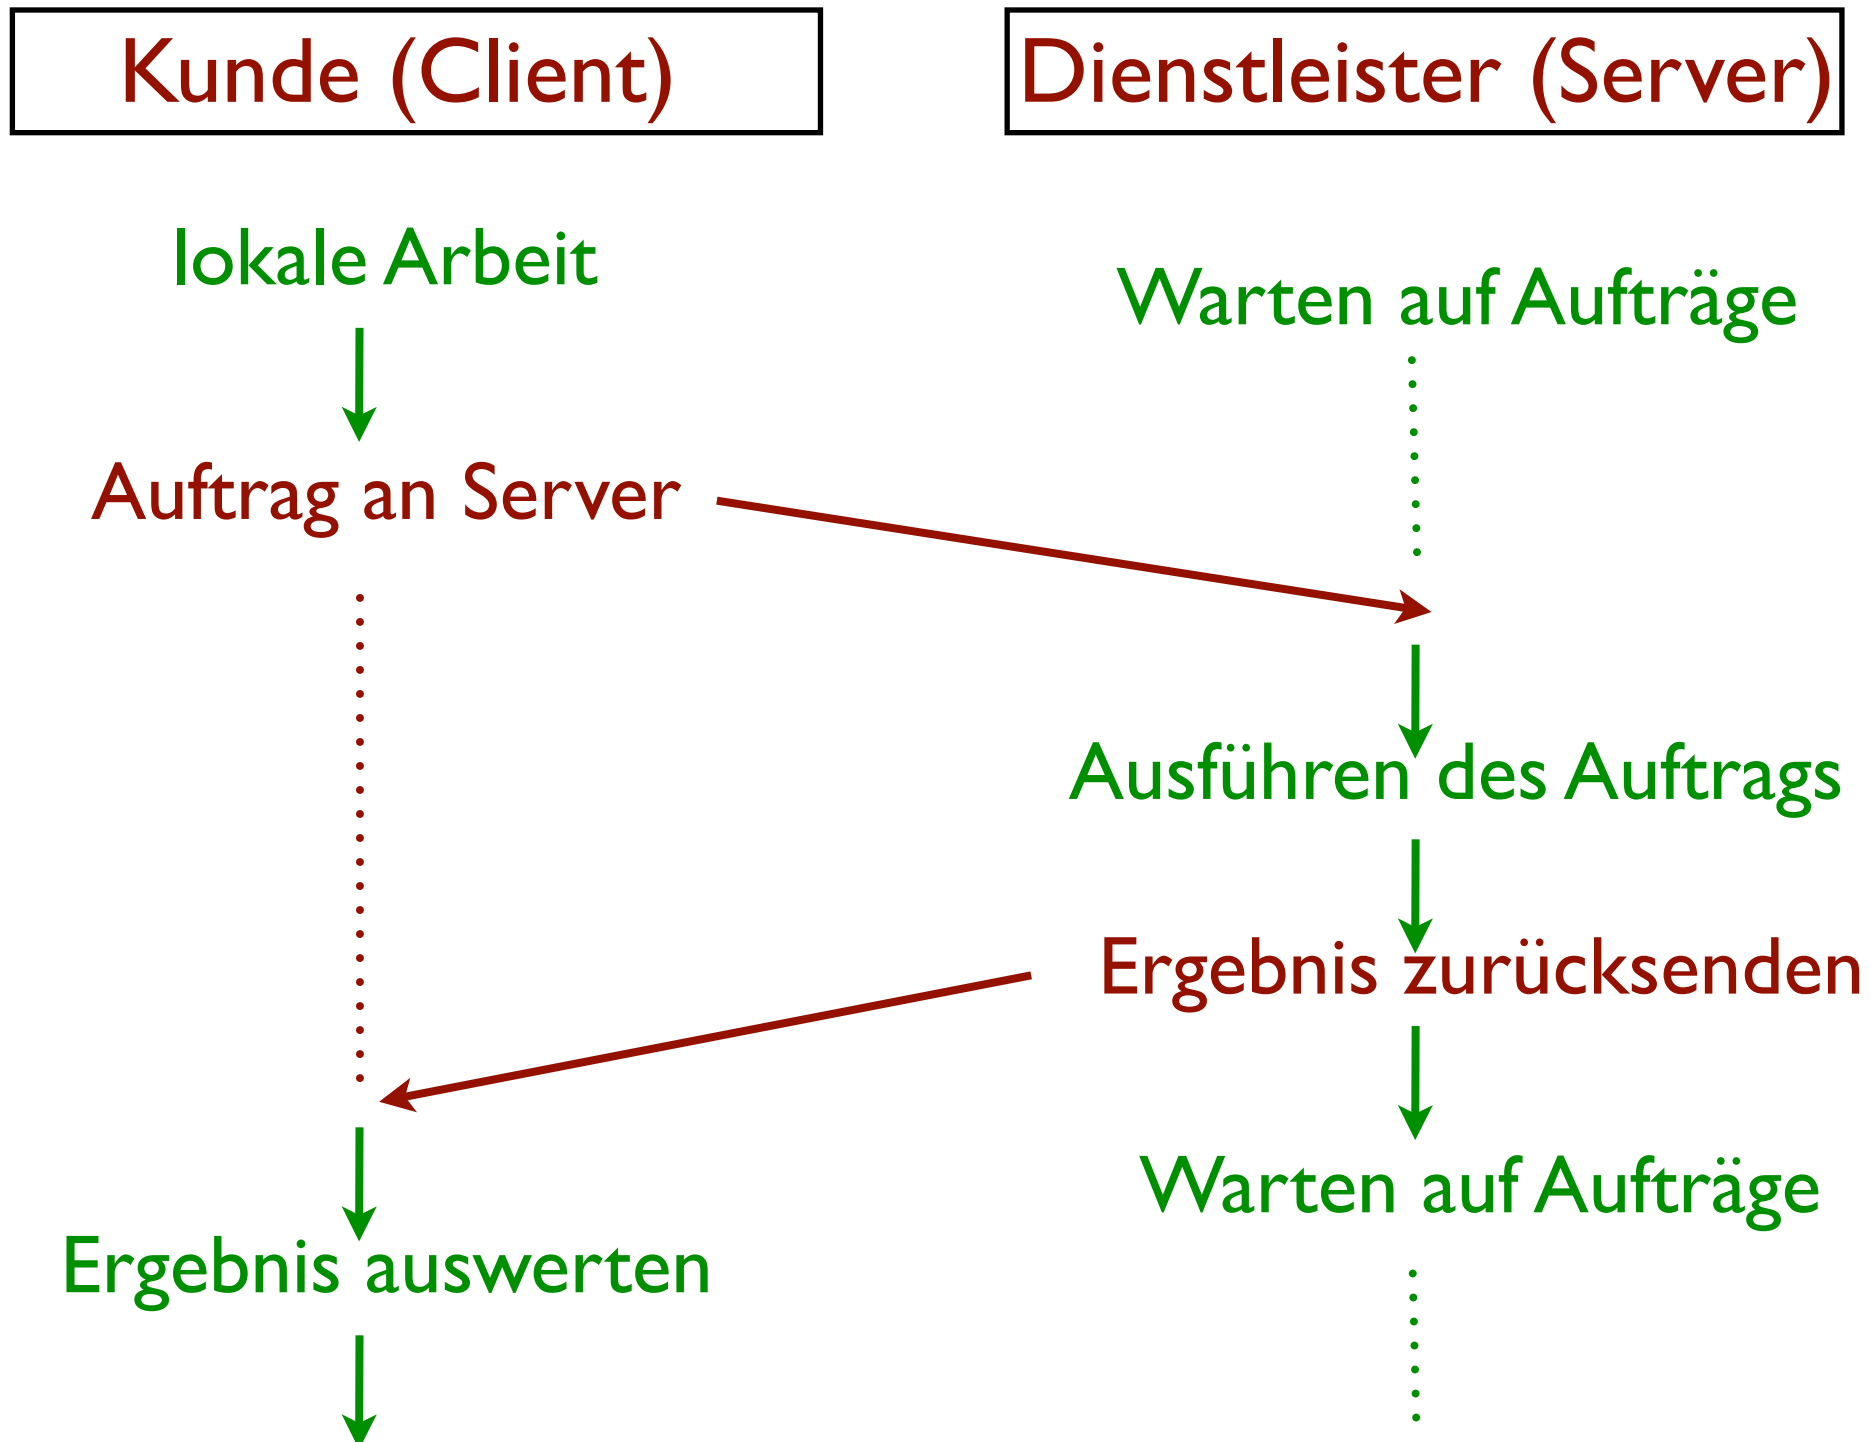 Kunde (Client)
Dienstleister (Server)
lokale Arbeit
Warten auf Aufträge
Auftrag an Server
Ausführen des Auftrags
Ergebnis zurücksenden
Warten auf Aufträge
Ergebnis auswerten